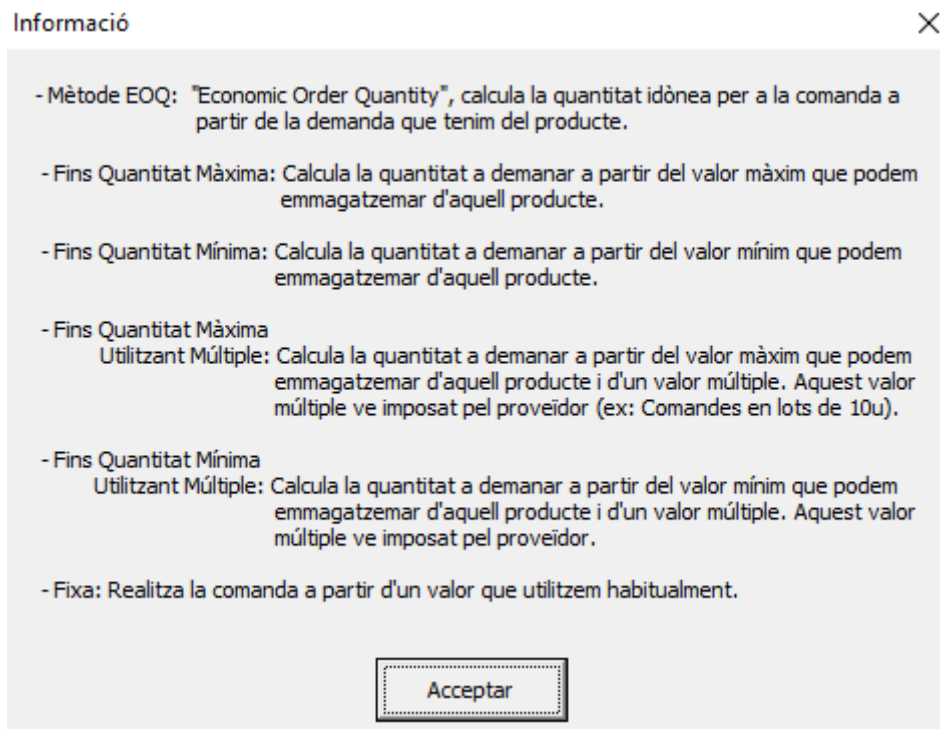 Informació
- Mètode EOQ: "Economic Order Quantity", calcula la quantitat idònea per a la comanda a
partir de la demanda que tenim del producte.
- Fins Quantitat Màxima: Calcula la quantitat a demanar a partir del valor màxim que podem
emmagatzemar d'aquell producte.
- Fins Quantitat Mínima: Calcula la quantitat a demanar a partir del valor mínim que podem
emmagatzemar d'aquell producte.
- Fins Quantitat Màxima
Utilitzant Múltiple: Calcula la quantitat a demanar a partir del valor màxim que podem
emmagatzemar d'aquell producte i d'un valor múltiple. Aquest valor
múltiple ve imposat pel proveïdor (ex: Comandes en lots de 10u).
- Fins Quantitat Mínima
Utilitzant Múltiple: Calcula la quantitat a demanar a partir del valor mínim que podem
emmagatzemar d'aquell producte i d'un valor múltiple. Aquest valor
múltiple ve imposat pel proveïdor.
- Fixa: Realitza la comanda a partir d'un valor que utilitzem habitualment.
Acceptar